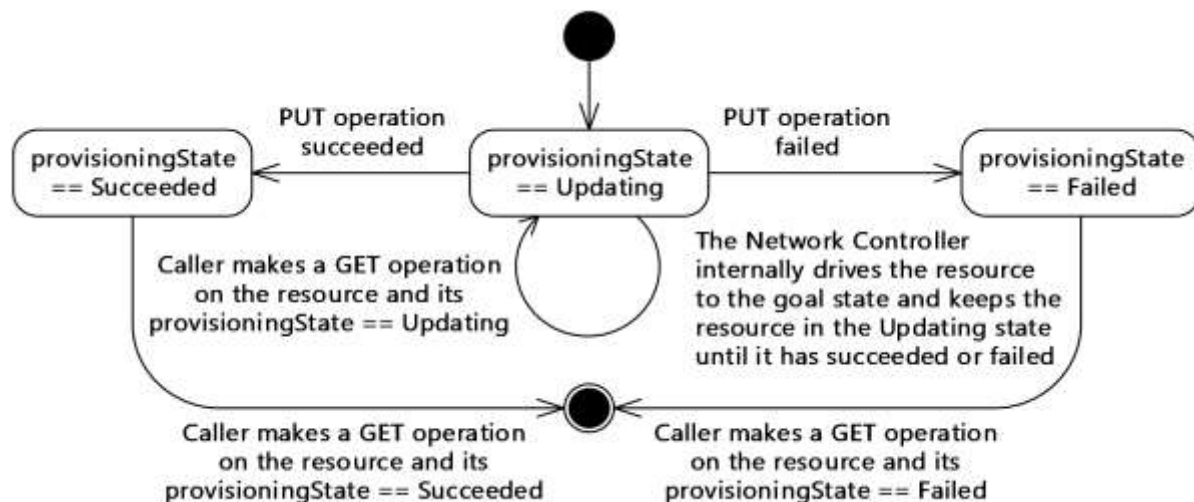 PUT operation
succeeded
PUT operation
failed
provisioningState
== Succeeded
provisioningState
== Updating
provisioningState
== Failed
Caller makes a GET operation
on the resource and its
provisioningState == Updating
The Network Controller
internally drives the resource
to the goal state and keeps the
resource in the Updating state
until it has succeeded or failed
Caller makes a GET operation
on the resource and its
provisioningState == Succeeded
Caller makes a GET operation
on the resource and its
provisioningState == Failed